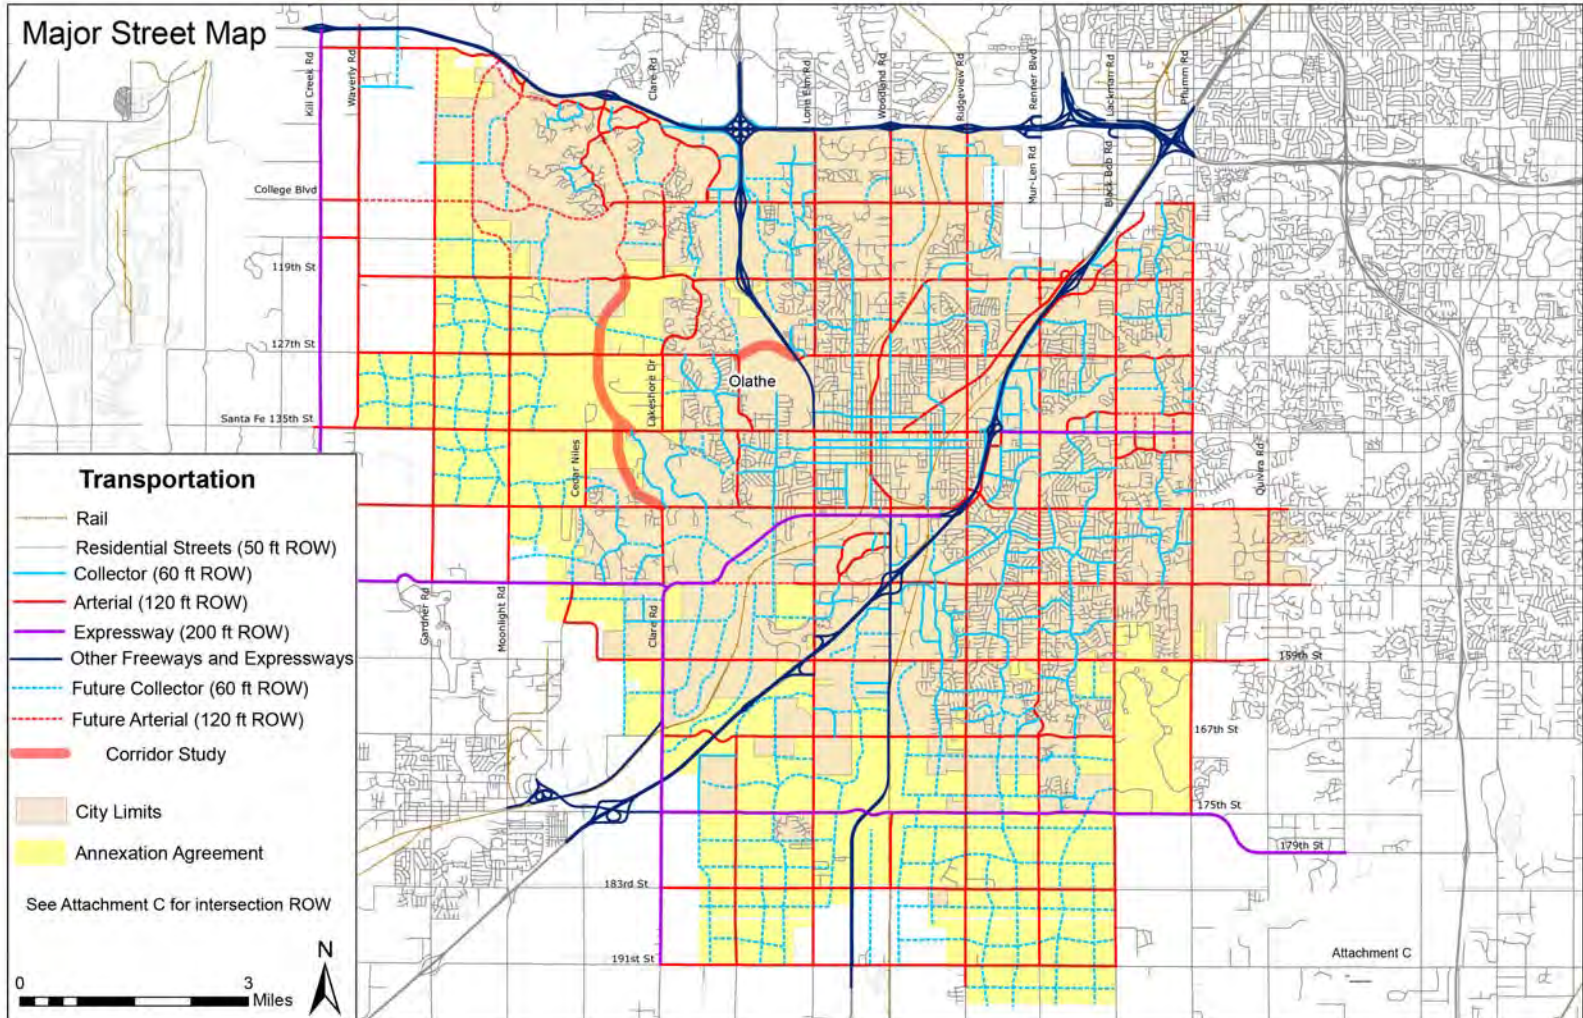 Major Street Map
Kill Creek Rd
Waverly Rd
Clare Rd
Lone Elm Rd
Woodland Rd
Ridgeview Rd
Renner Blvd
Lackman Rd
Pflumm Rd
Mur-Len Rd
Black Bob Rd
College Blvd
119th St
127th St
Olathe
Lakeshore Dr
Santa Fe 135th St
Cedar Niles
Quivira Rd
Transportation
Rail
Residential Streets (50 ft ROW)
Collector (60 ft ROW)
Arterial (120 ft ROW)
Expressway (200 ft ROW)
Other Freeways and Expressways
Future Collector (60 ft ROW)
Future Arterial (120 ft ROW)
Corridor Study
City Limits
Annexation Agreement
See Attachment C for intersection ROW
N
0 3
Miles
Gardner Rd
Moonlight Rd
Clare Rd
159th St
167th St
175th St
179th St
183rd St
191st St
Attachment C